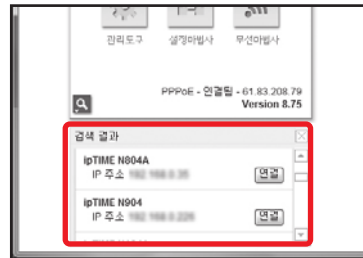 관리도구 설정마법사 무선마법사
PPPoE - 연결됨 - 61.83.208.79
Version 8.75
검색 결과
ipTIME N804A
IP 주소
연결
ipTIME N904
IP 주소
연결